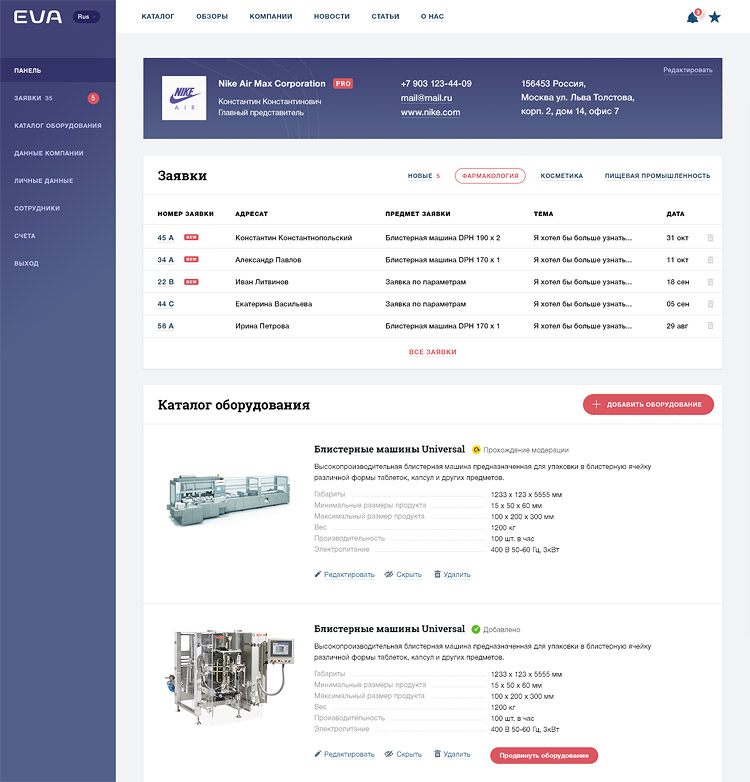 EVA
Rus
КАТАЛОГ ОБЗОРЫ КОМПАНИИ НОВОСТИ СТАТЬИ О НАС
3
ПАНЕЛЬ
ЗАЯВКИ 35 5
КАТАЛОГ ОБОРУДОВАНИЯ
ДАННЫЕ КОМПАНИИ
ЛИЧНЫЕ ДАННЫЕ
СОТРУДНИКИ
СЧЕТА
ВЫХОД
Редактировать
NIKE
AIR
Nike Air Max Corporation PRO
Константин Константинович
Главный представитель
+7 903 123-44-09
mail@mail.ru
www.nike.com
156453 Россия,
Москва ул. Льва Толстова,
корп. 2, дом 14, офис 7
Заявки НОВЫЕ 5 ФАРМАКОЛОГИЯ КОСМЕТИКА ПИЩЕВАЯ ПРОМЫШЛЕННОСТЬ
НОМЕР ЗАЯВКИ АДРЕСАТ ПРЕДМЕТ ЗАЯВКИ ТЕМА ДАТА
45 А NEW Константин Константнопольский Блистерная машина DPH 190 x 2 Я хотел бы больше узнать... 31 окт
34 А NEW Александр Павлов Блистерная машина DPH 170 x 1 Я хотел бы больше узнать... 11 окт
22 В NEW Иван Литвинов Заявка по параметрам Я хотел бы больше узнать... 18 сен
44 С Екатерина Васильева Заявка по параметрам Я хотел бы больше узнать... 05 сен
56 А Ирина Петрова Блистерная машина DPH 170 x 1 Я хотел бы больше узнать... 29 авг
ВСЕ ЗАЯВКИ
Каталог оборудования ДОБАВИТЬ ОБОРУДОВАНИЕ
Блистерные машины Universal Прохождение модерации
Высокопроизводительная блистерная машина предназначенная для упаковки в блистерную ячейку
различной формы таблеток, капсул и других предметов.
Габариты 1233 x 123 x 5555 мм
Минимальные размеры продукта 15 x 50 x 60 мм
Максимальный размер продукта 100 x 200 x 300 мм
Вес 1200 кг
Производительность 100 шт. в час
Электропитание 400 В 50-60 Гц, 3кВт
Редактировать Скрыть Удалить
Блистерные машины Universal Добавлено
Высокопроизводительная блистерная машина предназначенная для упаковки в блистерную ячейку
различной формы таблеток, капсул и других предметов.
Габариты 1233 x 123 x 5555 мм
Минимальные размеры продукта 15 x 50 x 60 мм
Максимальный размер продукта 100 x 200 x 300 мм
Вес 1200 кг
Производительность 100 шт. в час
Электропитание 400 В 50-60 Гц, 3кВт
Редактировать Скрыть Удалить Продвинуть оборудование